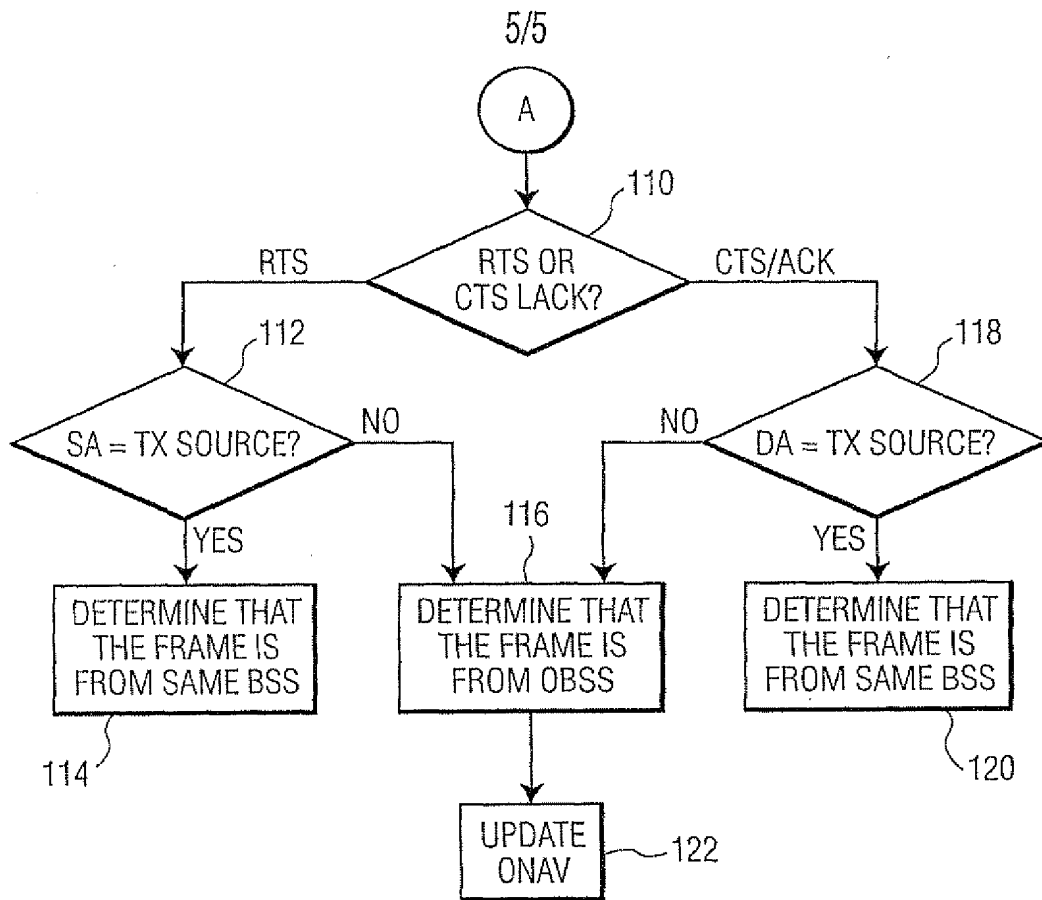 5/5
A
110
RTS OR
CTS LACK?
RTS
CTS/ACK
112
118
SA = TX SOURCE?
NO
NO
DA = TX SOURCE?
YES
116
YES
DETERMINE THAT
THE FRAME IS
FROM SAME BSS
DETERMINE THAT
THE FRAME IS
FROM OBSS
DETERMINE THAT
THE FRAME IS
FROM SAME BSS
114
120
UPDATE
ONAV
122